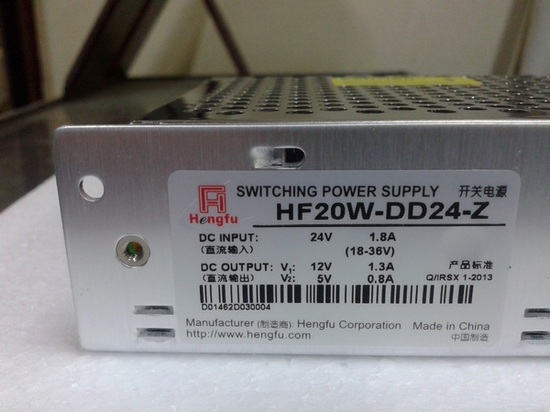 SWITCHING POWER SUPPLY 开关电源
Hengfu
HF20W-DD24-Z
DC INPUT: 24V 1.8A
(直流输入) (18-36V)
DC OUTPUT: V1: 12V 1.3A 产品标准
(直流输出) V2: 5V 0.8A Q/IRSX 1-2013
D01462D030004
Manufacturer (制造商): Hengfu Corporation Made in China
http://www.hengfu.com 中国制造